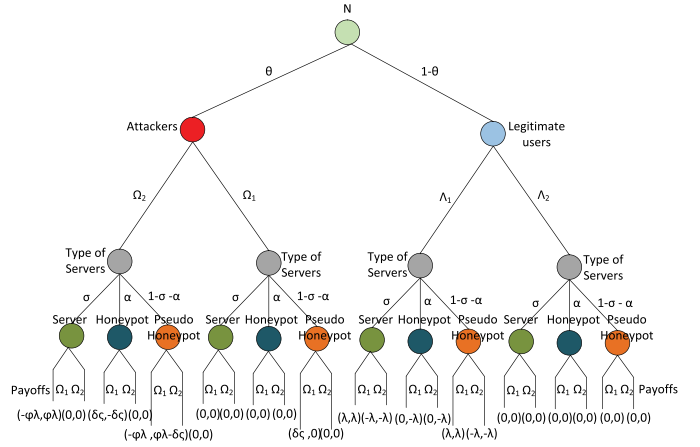 N
θ
1-θ
Attackers
Legitimate
users
Ω₂
Ω₁
Λ₁
Λ₂
Type of
Servers
Type of
Servers
Type of
Servers
Type of
Servers
σ
α
1-σ -α
σ
α
1-σ -α
σ
α
1-σ -α
σ
α
1-σ - α
Server
Honeypot
Pseudo
Honeypot
Server
Honeypot
Pseudo
Honeypot
Server
Honeypot
Pseudo
Honeypot
Server
Honeypot
Pseudo
Honeypot
Payoffs
Ω₁ Ω₂
Ω₁ Ω₂
Ω₁ Ω₂
Ω₁ Ω₂
Ω₁ Ω₂
Ω₁ Ω₂
Ω₁ Ω₂
Ω₁ Ω₂
Ω₁ Ω₂
Ω₁ Ω₂
Ω₁ Ω₂
Ω₁ Ω₂
Payoffs
(-φλ,φλ)(0,0)
(δς,-δς)(0,0)
(0,0)(0,0)
(0,0) (0,0)
(λ,λ)(-λ,-λ)
(0,-λ)(0,-λ)
(0,0)(0,0)
(0,0)(0,0)
(0,0) (0,0)
(-φλ ,φλ-δς)(0,0)
(δς ,0)(0,0)
(λ,λ)(-λ,-λ)